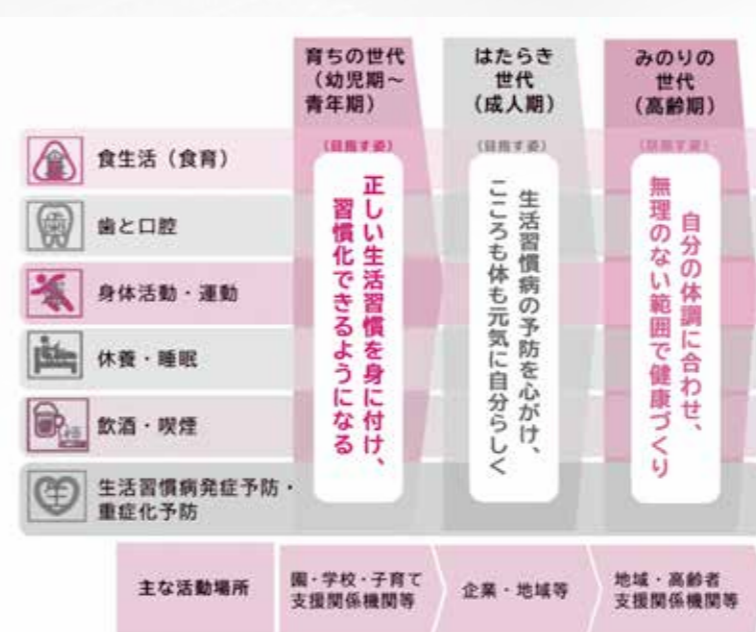 育ちの世代
（幼児期～
青年期）
はたらき
世代
（成人期）
みのりの
世代
（高齢期）
（目指す姿）
（目指す姿）
（目指す姿）
食生活（食育）
歯と口腔
身体活動・運動
休養・睡眠
飲酒・喫煙
生活習慣病発症予防・
重症化予防
正しい生活習慣を身に付け、
習慣化できるようになる
生活習慣病の予防を心がけ、
こころも体も元気に自分らしく
自分の体調に合わせ、
無理のない範囲で健康づくり
主な活動場所
園・学校・子育て
支援関係機関等
企業・地域等
地域・高齢者
支援関係機関等